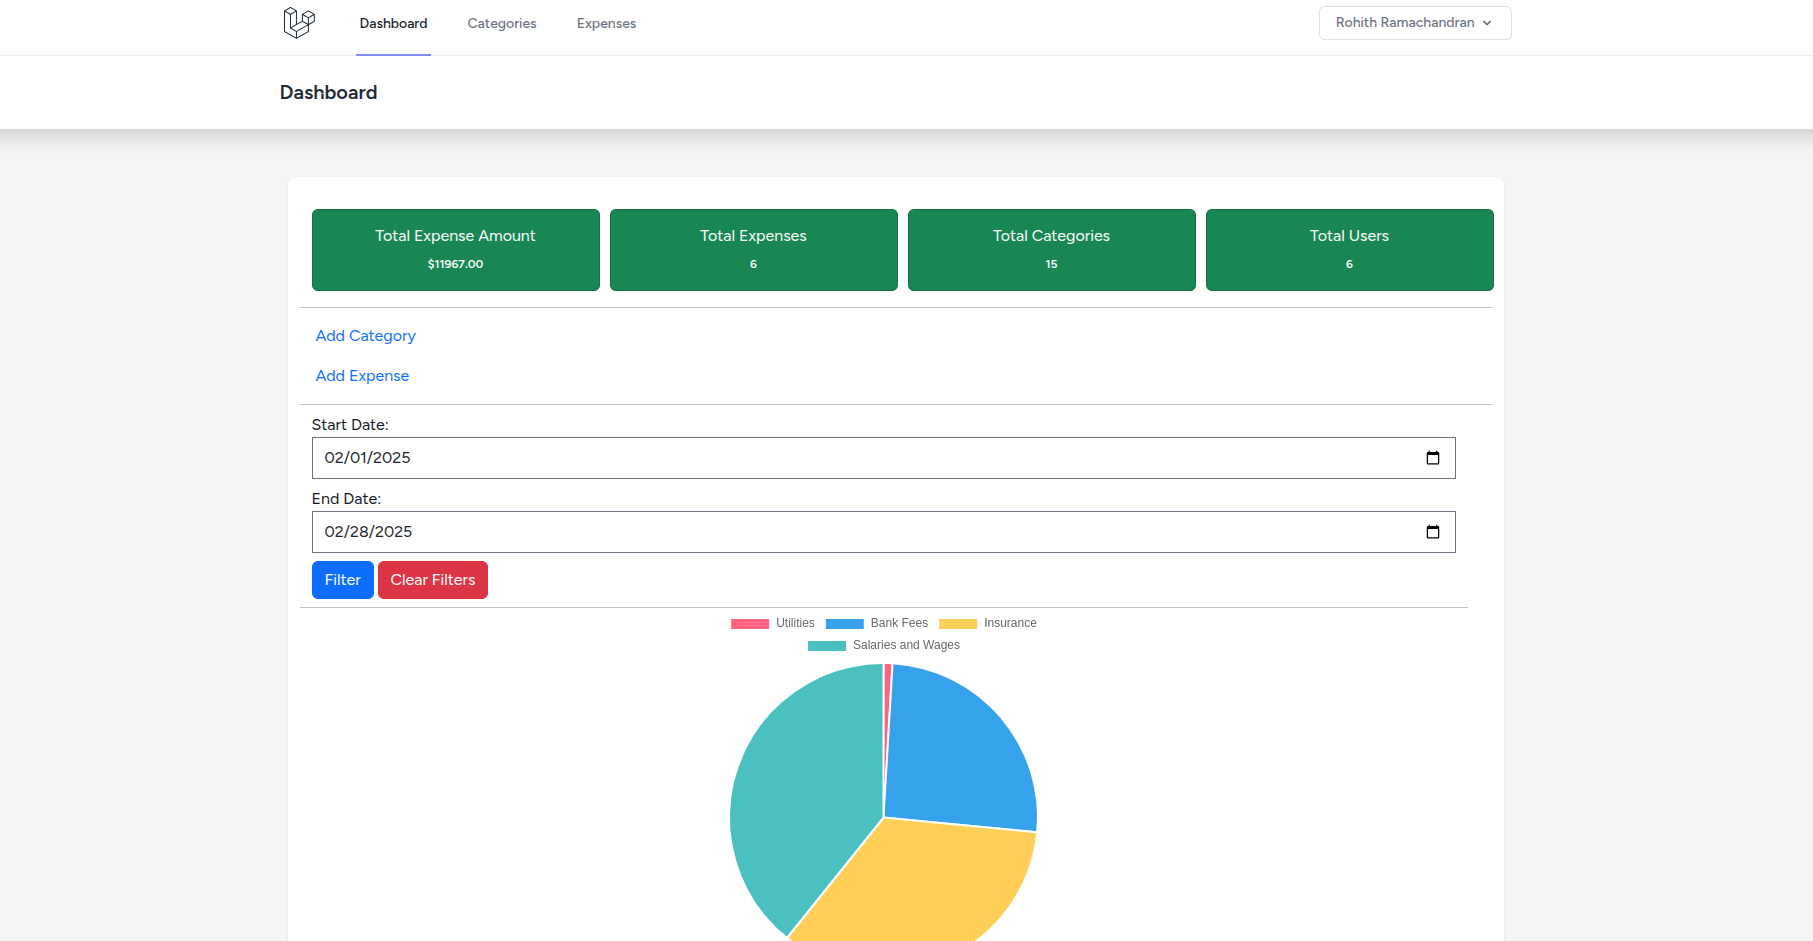 Dashboard Categories Expenses Rohith Ramachandran
Dashboard
Total Expense Amount Total Expenses Total Categories Total Users
$11967.00 6 15 6
Add Category
Add Expense
Start Date:
02/01/2025
End Date:
02/28/2025
Filter Clear Filters
Utilities Bank Fees Insurance
Salaries and Wages